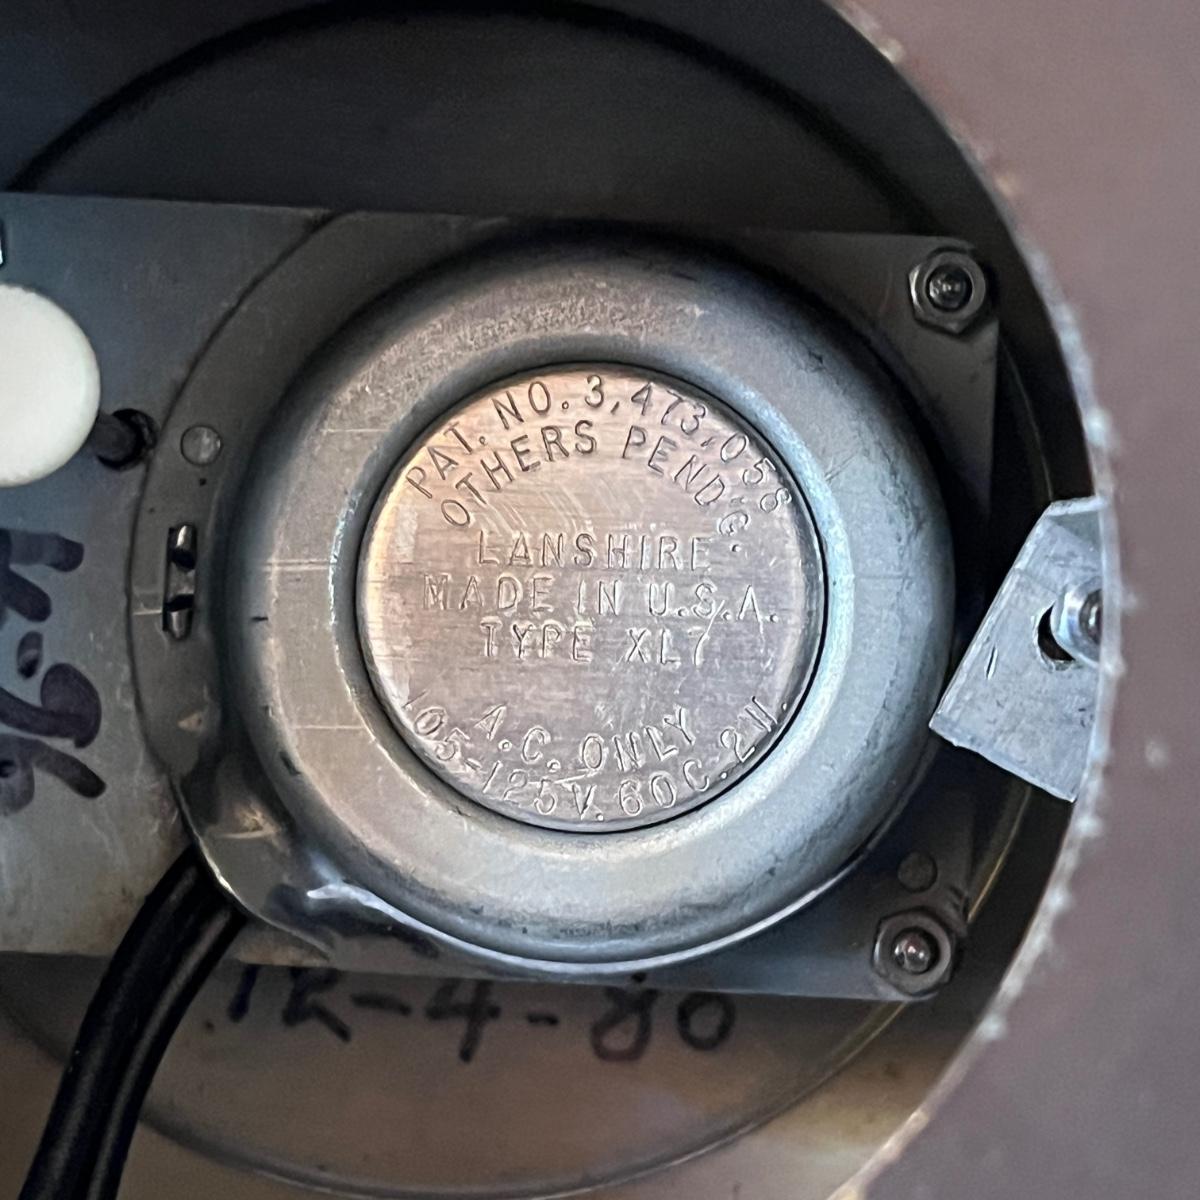 PAT. NO. 3,473,058
OTHERS PEND'G.
LANSHIRE
MADE IN U.S.A.
TYPE XL7
A.C. ONLY
105-125V. 60C. 2W.
12-4-80